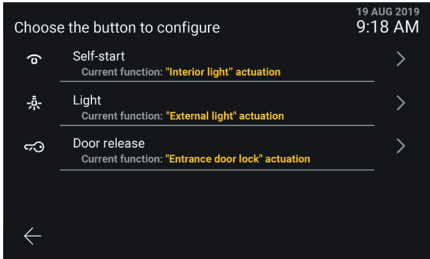 19 AUG 2019
Choose the button to configure 9:18 AM
Self-start
Current function: "Interior light" actuation
Light
Current function: "External light" actuation
Door release
Current function: "Entrance door lock" actuation